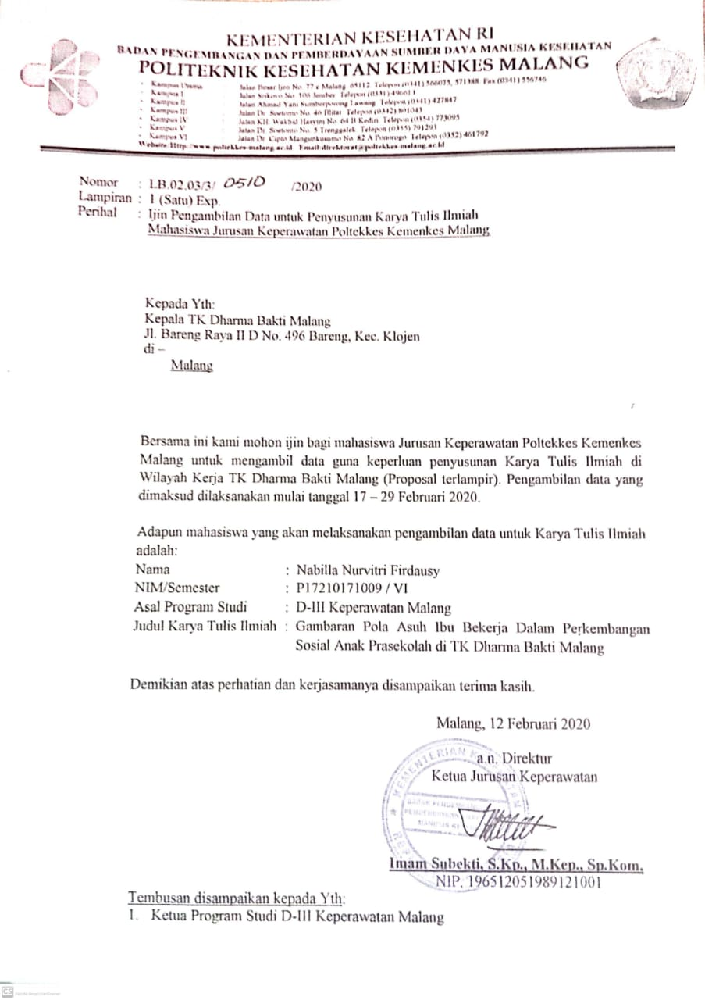 KEMENTERIAN KESEHATAN RI
BADAN PENGEMBANGAN DAN PEMBERDAYAAN SUMBER DAYA MANUSIA KESEHATAN
POLITEKNIK KESEHATAN KEMENKES MALANG
- Kampus Utama : Jalan Besar Ijen No. 77 c Malang 65112 Telepon (0341) 566075, 571388 Fax (0341) 556746
- Kampus I : Jalan Srikoyo No. 106 Jember Telepon (0331)
- Kampus II : Jalan Ahmad Yani Sumberporong Lawang Telepon (0341) 427847
- Kampus III : Jalan Dr. Soetomo No. 46 Blitar Telepon (0342) 801043
- Kampus IV : Jalan KH. Wakhid Hasyim No. 64 B Kediri Telepon (0354) 773095
- Kampus V : Jalan Dr. Soetomo No. 5 Trenggalek Telepon (0355) 791293
- Kampus VI : Jalan Dr. Cipto Mangunkusumo No. 82 A Ponorogo Telepon (0352) 461792
Website: Http://www.poltekkes-malang.ac.id Email:direktorat@poltekkes-malang.ac.id
Nomor : LB.02.03/3/ 0510 /2020
Lampiran : 1 (Satu) Exp.
Perihal : Ijin Pengambilan Data untuk Penyusunan Karya Tulis Ilmiah
Mahasiswa Jurusan Keperawatan Poltekkes Kemenkes Malang
Kepada Yth:
Kepala TK Dharma Bakti Malang
Jl. Bareng Raya II D No. 496 Bareng, Kec. Klojen
di –
Malang
Bersama ini kami mohon ijin bagi mahasiswa Jurusan Keperawatan Poltekkes Kemenkes
Malang untuk mengambil data guna keperluan penyusunan Karya Tulis Ilmiah di
Wilayah Kerja TK Dharma Bakti Malang (Proposal terlampir). Pengambilan data yang
dimaksud dilaksanakan mulai tanggal 17 – 29 Februari 2020.
Adapun mahasiswa yang akan melaksanakan pengambilan data untuk Karya Tulis Ilmiah
adalah:
Nama : Nabilla Nurvitri Firdausy
NIM/Semester : P17210171009 / VI
Asal Program Studi : D-III Keperawatan Malang
Judul Karya Tulis Ilmiah : Gambaran Pola Asuh Ibu Bekerja Dalam Perkembangan
Sosial Anak Prasekolah di TK Dharma Bakti Malang
Demikian atas perhatian dan kerjasamanya disampaikan terima kasih.
Malang, 12 Februari 2020
a.n. Direktur
Ketua Jurusan Keperawatan
KEMENTERIAN
Imam Subekti, S.Kp., M.Kep., Sp.Kom.
NIP. 196512051989121001
Tembusan disampaikan kepada Yth:
1. Ketua Program Studi D-III Keperawatan Malang
CS